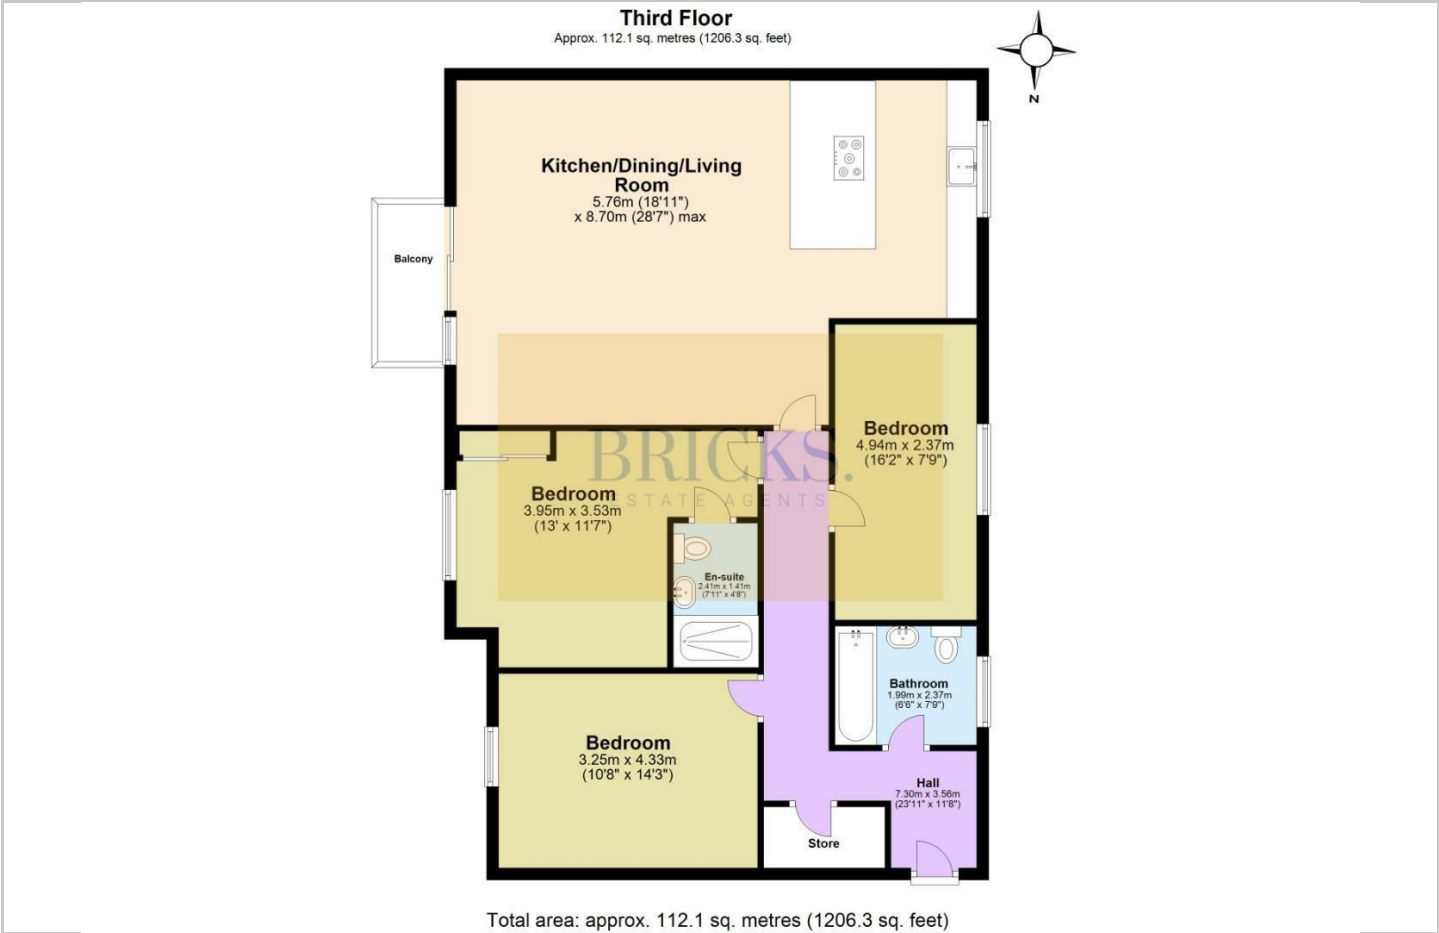 Third Floor
Approx. 112.1 sq. metres (1206.3 sq. feet)
N
Kitchen/Dining/Living
Room
5.76m (18'11")
x 8.70m (28'7") max
Balcony
Bedroom
4.94m x 2.37m
(16'2" x 7'9")
BRICKS.
ESTATE AGENTS
Bedroom
3.95m x 3.53m
(13' x 11'7")
En-suite
2.41m x 1.41m
(7'11" x 4'8")
Bathroom
1.99m x 2.37m
(6'6" x 7'9")
Bedroom
3.25m x 4.33m
(10'8" x 14'3")
Hall
7.30m x 3.56m
(23'11" x 11'8")
Store
Total area: approx. 112.1 sq. metres (1206.3 sq. feet)